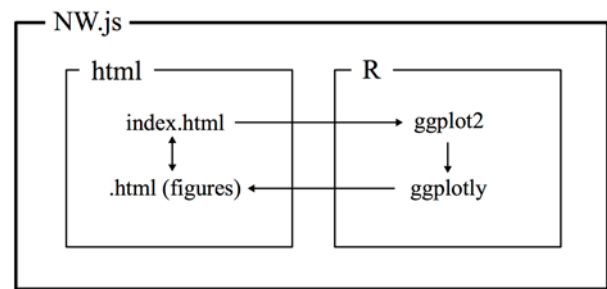 NW.js
html
R
index.html
ggplot2
.html (figures)
ggplotly